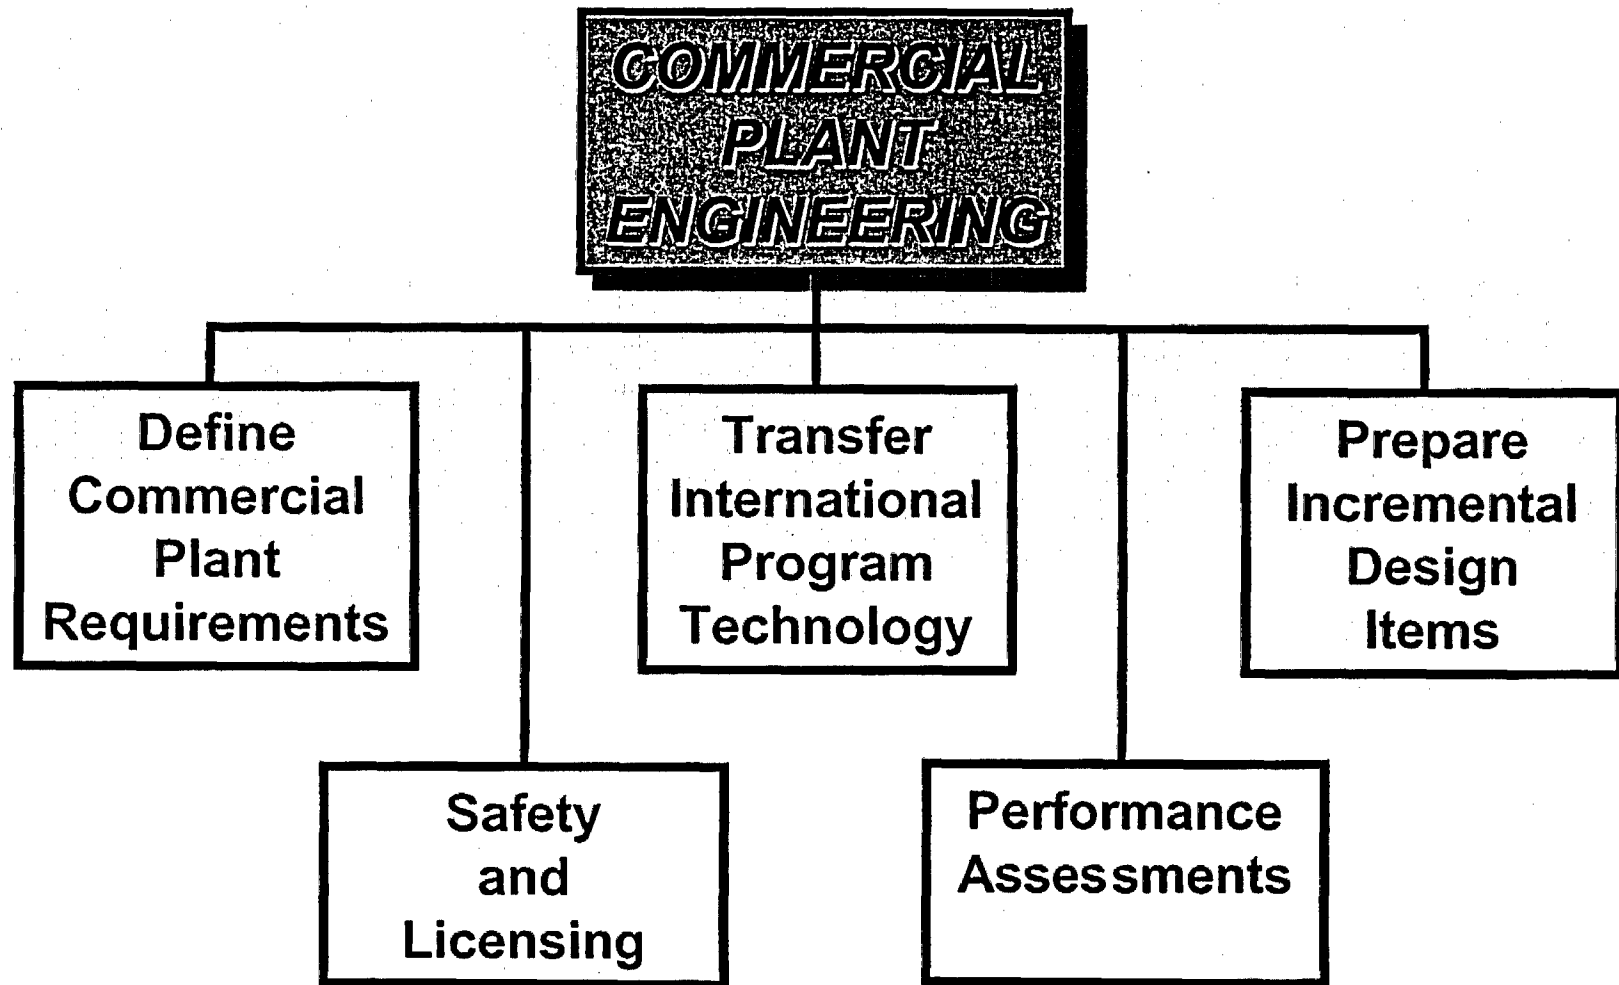 COMMERCIAL
PLANT
ENGINEERING
Define
Commercial
Plant
Requirements
Transfer
International
Program
Technology
Prepare
Incremental
Design
Items
Safety
and
Licensing
Performance
Assessments